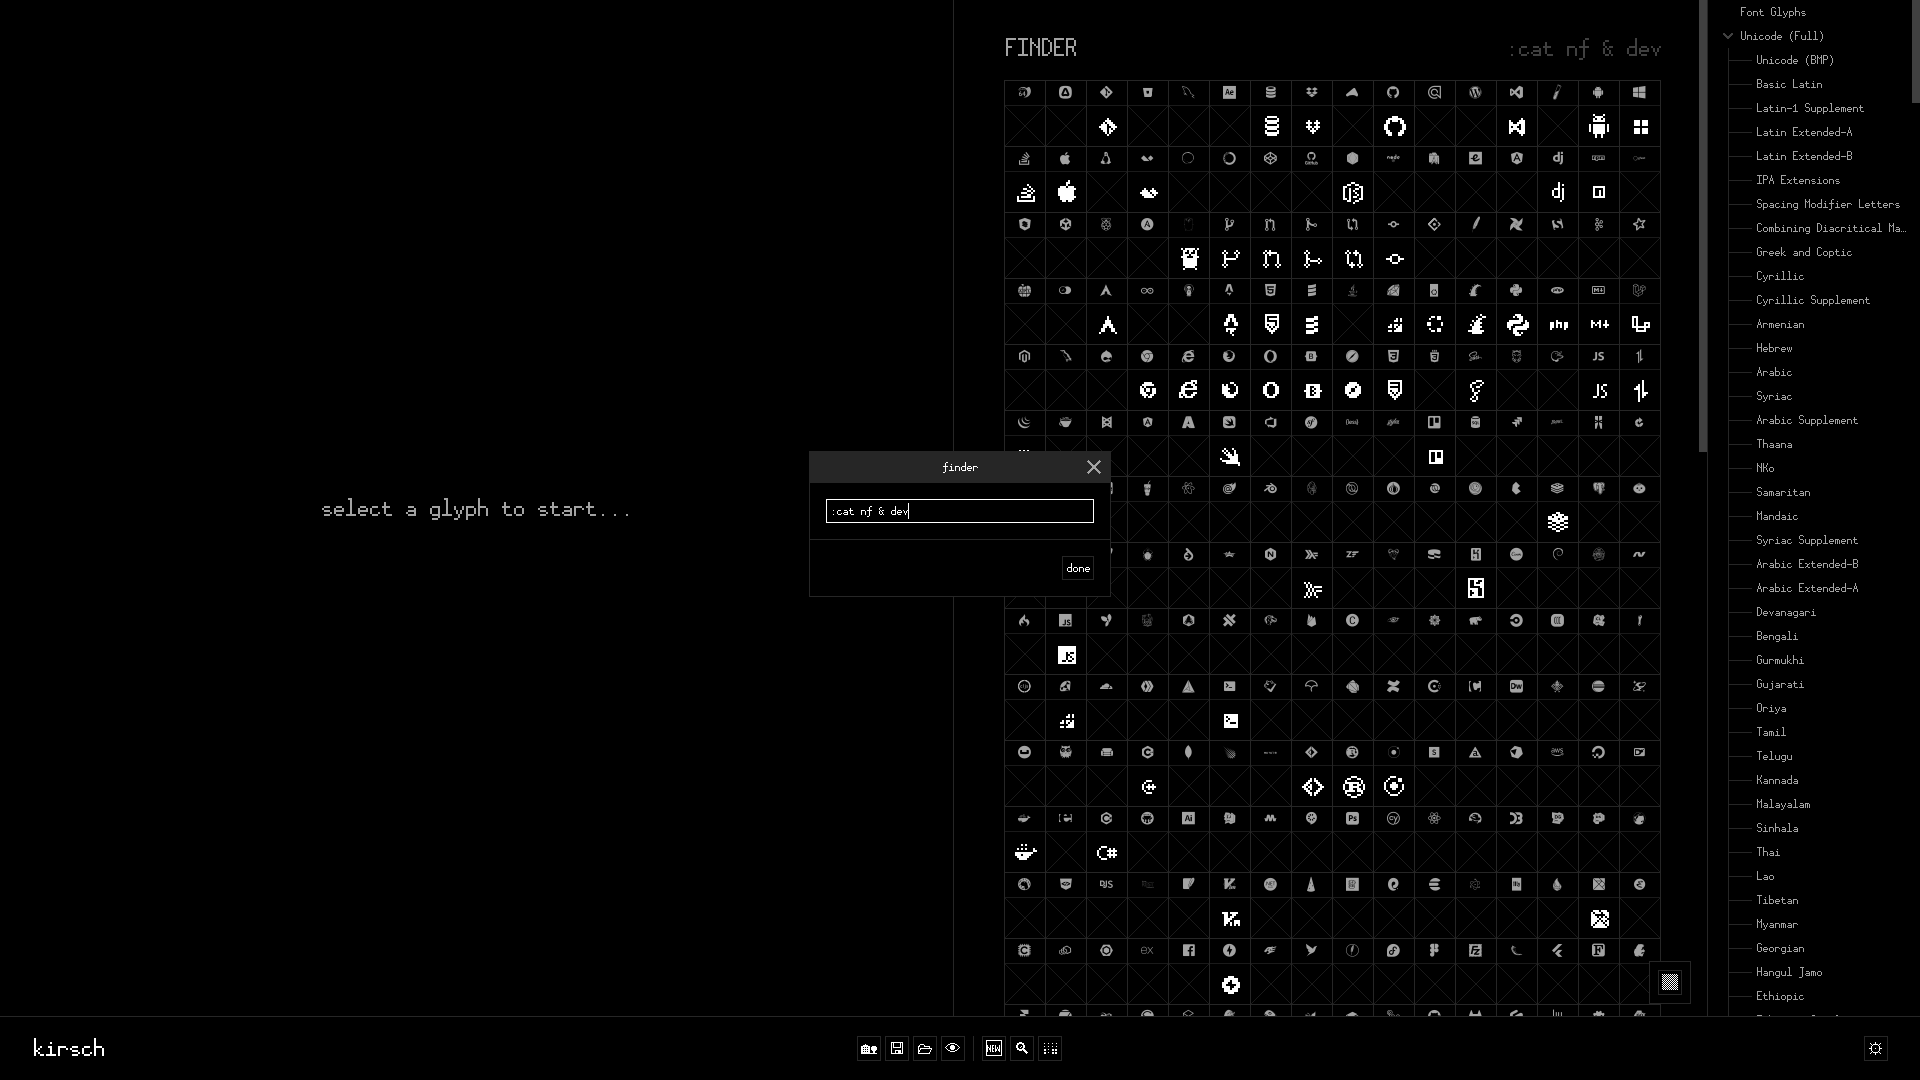 FINDER
:cat nf & dev
select a glyph to start...
finder
:cat nf & dev
done
Font Glyphs
Unicode (Full)
Unicode (BMP)
Basic Latin
Latin-1 Supplement
Latin Extended-A
Latin Extended-B
IPA Extensions
Spacing Modifier Letters
Combining Diacritical Ma…
Greek and Coptic
Cyrillic
Cyrillic Supplement
Armenian
Hebrew
Arabic
Syriac
Arabic Supplement
Thaana
NKo
Samaritan
Mandaic
Syriac Supplement
Arabic Extended-B
Arabic Extended-A
Devanagari
Bengali
Gurmukhi
Gujarati
Oriya
Tamil
Telugu
Kannada
Malayalam
Sinhala
Thai
Lao
Tibetan
Myanmar
Georgian
Hangul Jamo
Ethiopic
kirsch
NEW